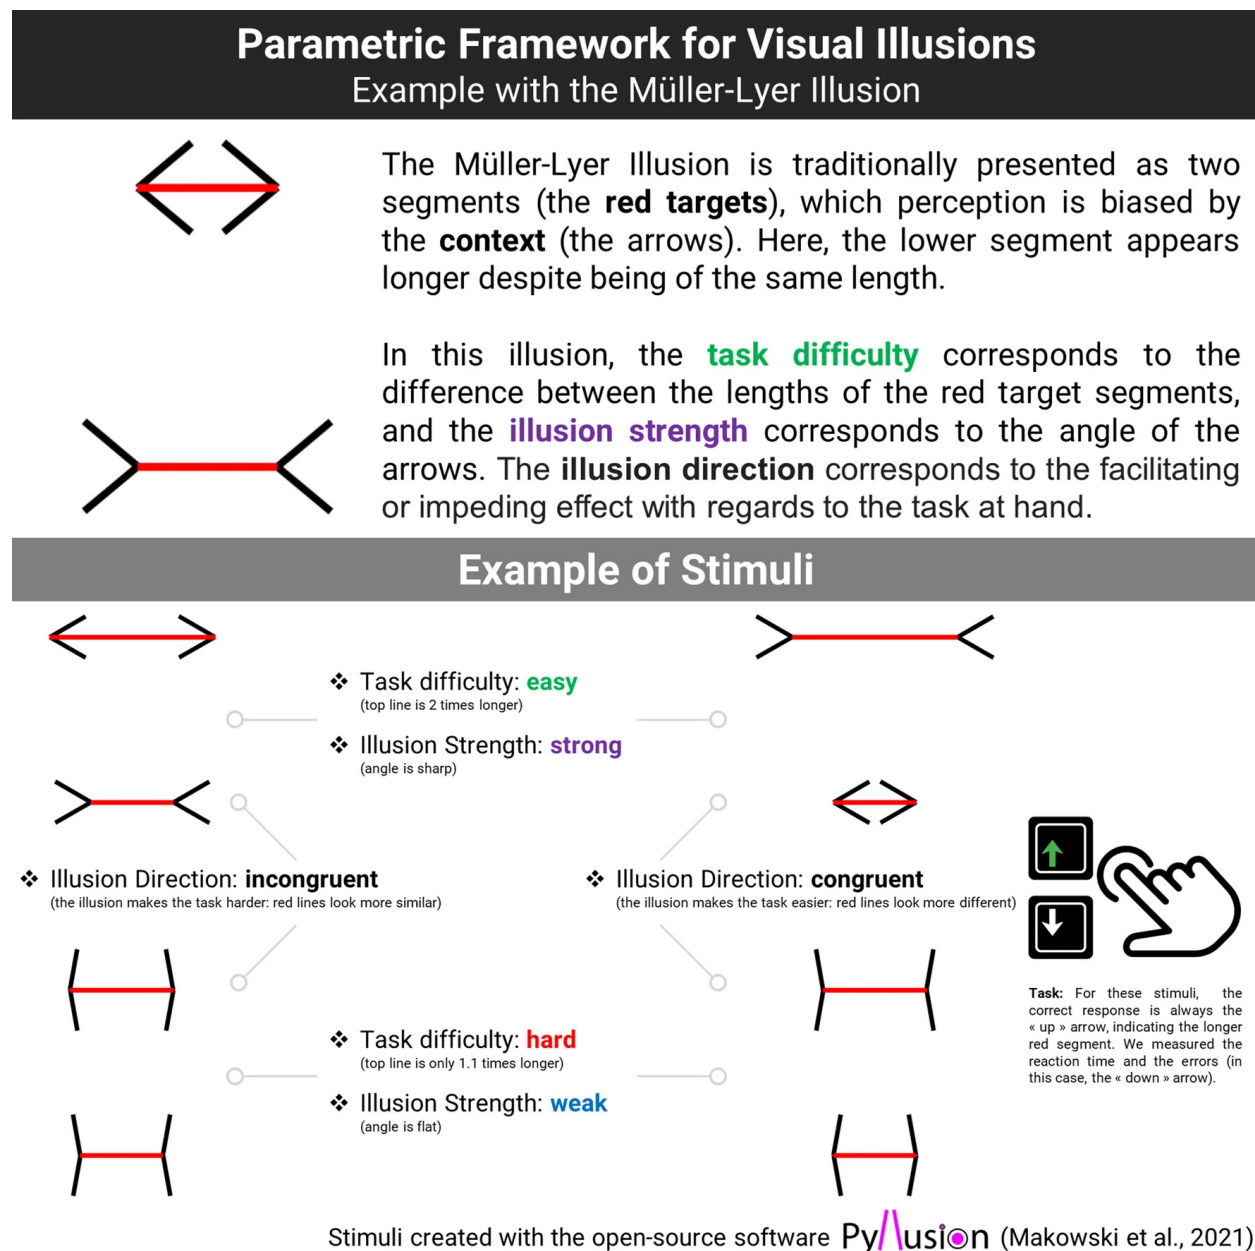 Parametric Framework for Visual Illusions
Example with the Müller-Lyer Illusion
The Müller-Lyer Illusion is traditionally presented as two
segments (the red targets), which perception is biased by
the context (the arrows). Here, the lower segment appears
longer despite being of the same length.
In this illusion, the task difficulty corresponds to the
difference between the lengths of the red target segments,
and the illusion strength corresponds to the angle of the
arrows. The illusion direction corresponds to the facilitating
or impeding effect with regards to the task at hand.
Example of Stimuli
❖ Task difficulty: easy
(top line is 2 times longer)
❖ Illusion Strength: strong
(angle is sharp)
❖ Illusion Direction: incongruent
(the illusion makes the task harder: red lines look more similar)
❖ Illusion Direction: congruent
(the illusion makes the task easier: red lines look more different)
Task: For these stimuli, the
correct response is always the
« up » arrow, indicating the longer
red segment. We measured the
reaction time and the errors (in
this case, the « down » arrow).
❖ Task difficulty: hard
(top line is only 1.1 times longer)
❖ Illusion Strength: weak
(angle is flat)
Stimuli created with the open-source software Pyllusion (Makowski et al., 2021)